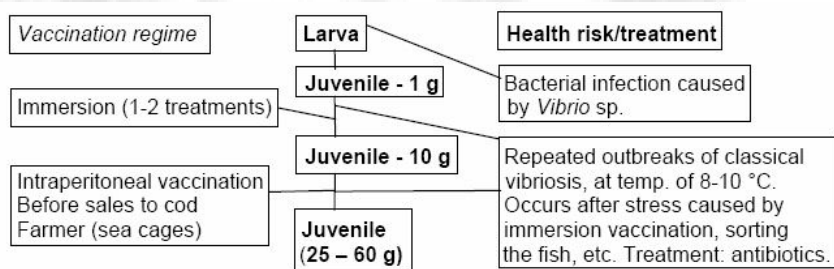 Vaccination regime
Larva
Health risk/treatment
Juvenile - 1 g
Bacterial infection caused
by Vibrio sp.
Immersion (1-2 treatments)
Juvenile - 10 g
Repeated outbreaks of classical
vibriosis, at temp. of 8-10 °C.
Occurs after stress caused by
immersion vaccination, sorting
the fish, etc. Treatment: antibiotics.
Intraperitoneal vaccination
Before sales to cod
Farmer (sea cages)
Juvenile
(25 – 60 g)